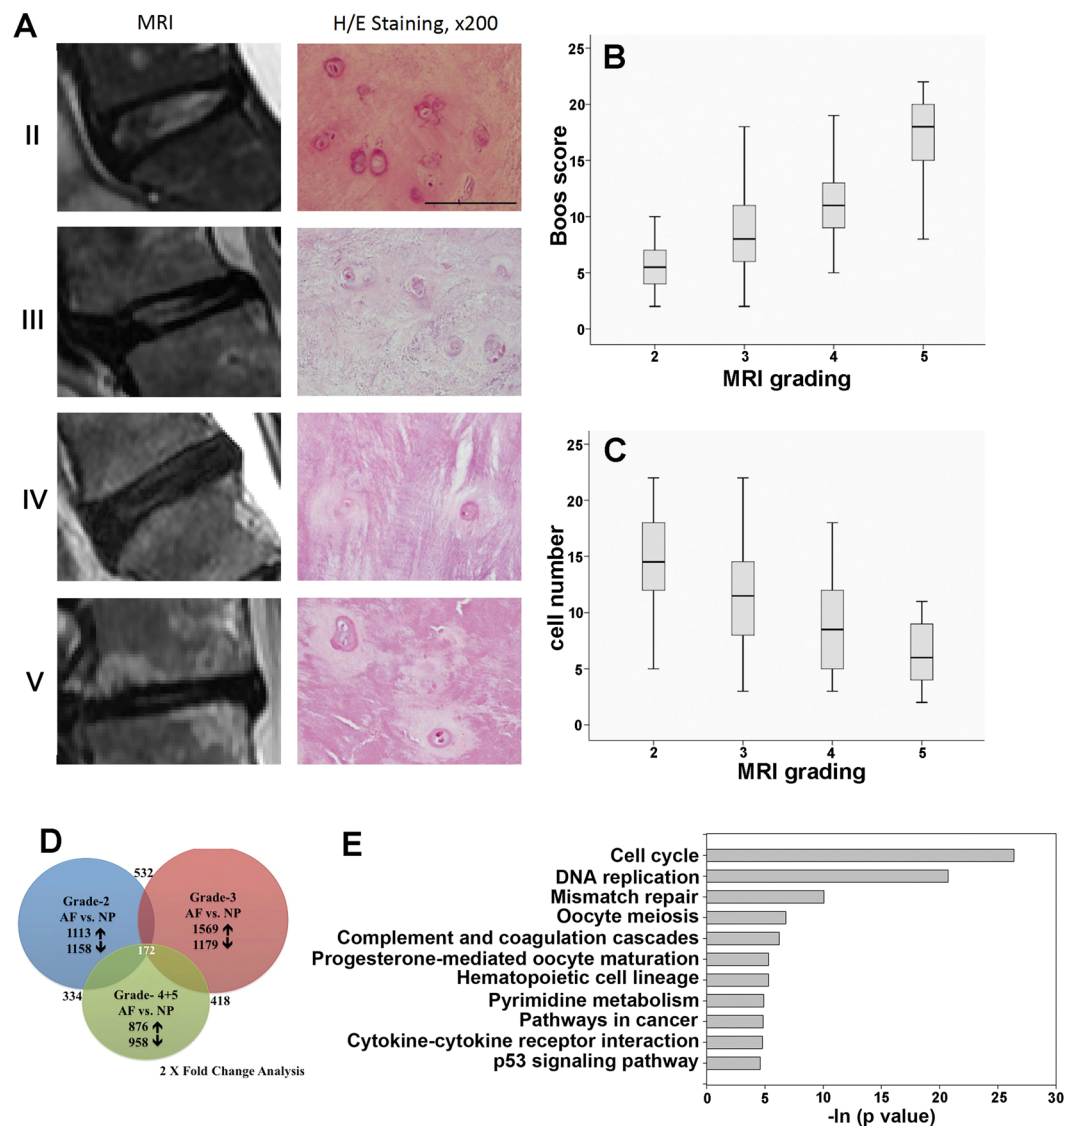 A
MRI
H/E Staining, x200
II
III
IV
V
B
25
20
15
10
5
0
Boos score
2
3
4
5
MRI grading
C
25
20
15
10
5
0
cell number
2
3
4
5
MRI grading
D
532
Grade-2
AF vs. NP
1113 ↑
1158 ↓
Grade-3
AF vs. NP
1569 ↑
1179 ↓
172
334
418
Grade- 4+5
AF vs. NP
876 ↑
958 ↓
2 X Fold Change Analysis
E
Cell cycle
DNA replication
Mismatch repair
Oocyte meiosis
Complement and coagulation cascades
Progesterone-mediated oocyte maturation
Hematopoietic cell lineage
Pyrimidine metabolism
Pathways in cancer
Cytokine-cytokine receptor interaction
p53 signaling pathway
0
5
10
15
20
25
30
-ln (p value)